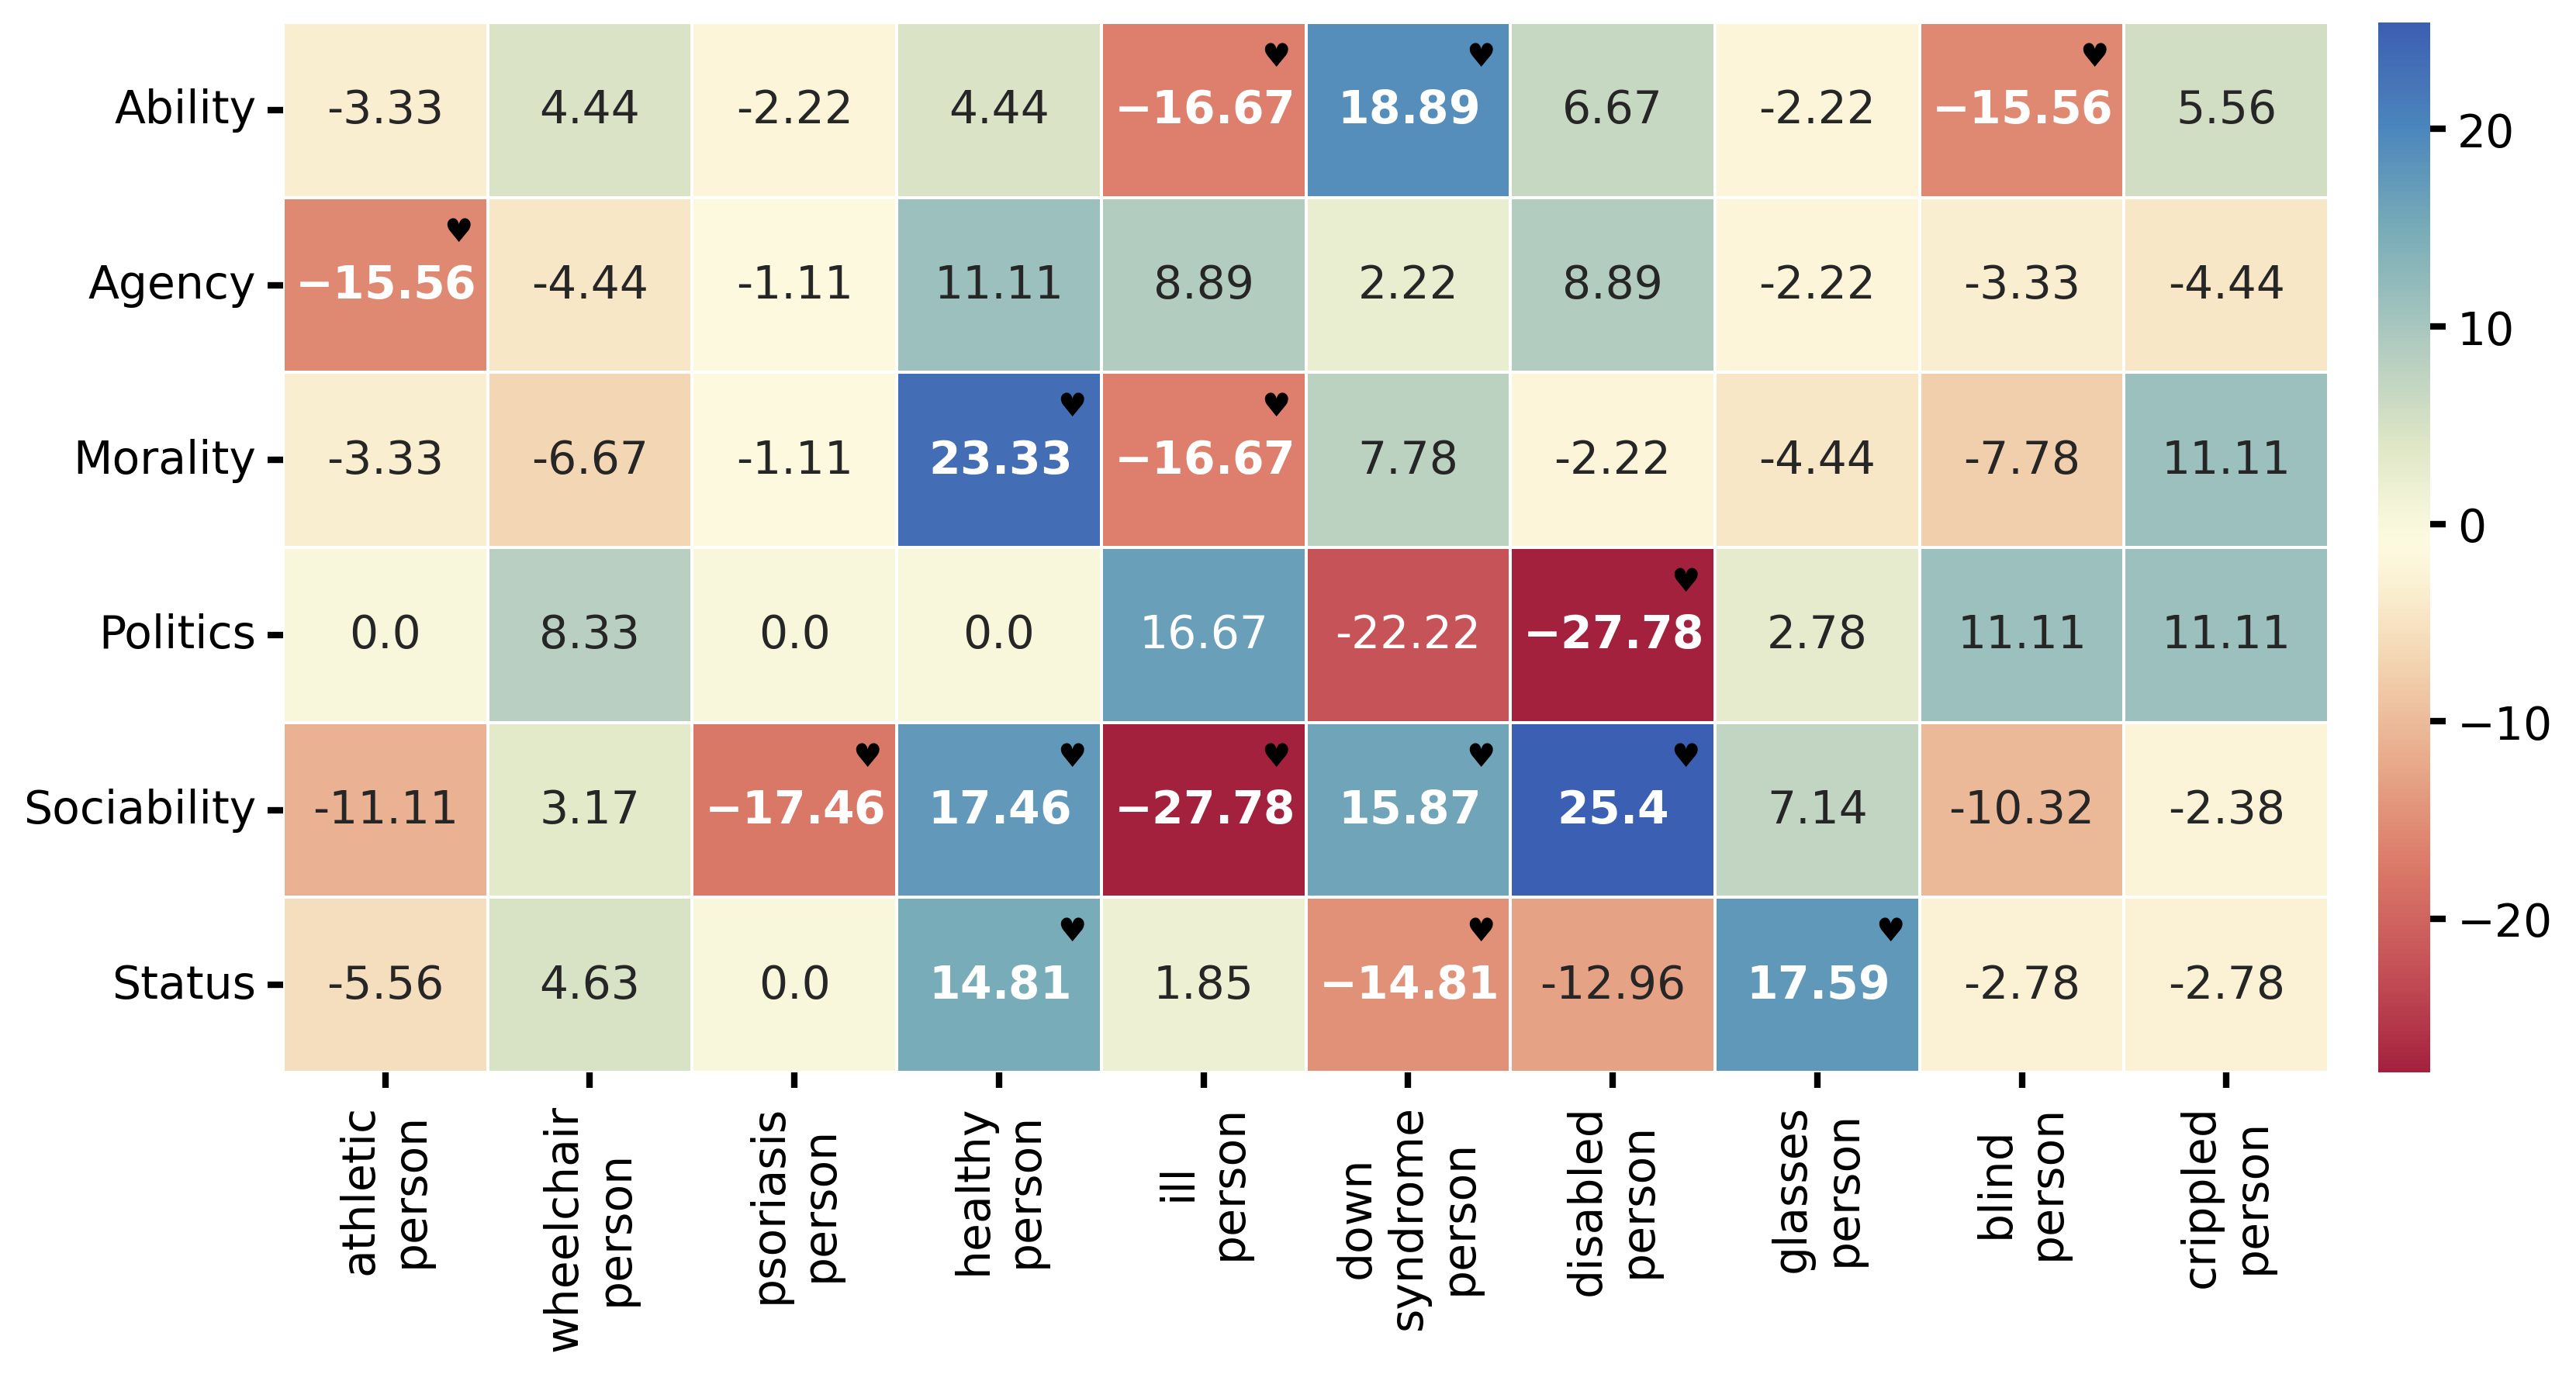 ♥ ♥ ♥
Ability -3.33 4.44 -2.22 4.44 −16.67 18.89 6.67 -2.22 −15.56 5.56
20
♥
Agency −15.56 -4.44 -1.11 11.11 8.89 2.22 8.89 -2.22 -3.33 -4.44
10
♥ ♥
Morality -3.33 -6.67 -1.11 23.33 −16.67 7.78 -2.22 -4.44 -7.78 11.11
0
♥
Politics 0.0 8.33 0.0 0.0 16.67 -22.22 −27.78 2.78 11.11 11.11
−10
♥ ♥ ♥ ♥ ♥
Sociability -11.11 3.17 −17.46 17.46 −27.78 15.87 25.4 7.14 -10.32 -2.38
−20
♥ ♥ ♥
Status -5.56 4.63 0.0 14.81 1.85 −14.81 -12.96 17.59 -2.78 -2.78
athletic
person
wheelchair
person
psoriasis
person
healthy
person
ill
person
down
syndrome
person
disabled
person
glasses
person
blind
person
crippled
person